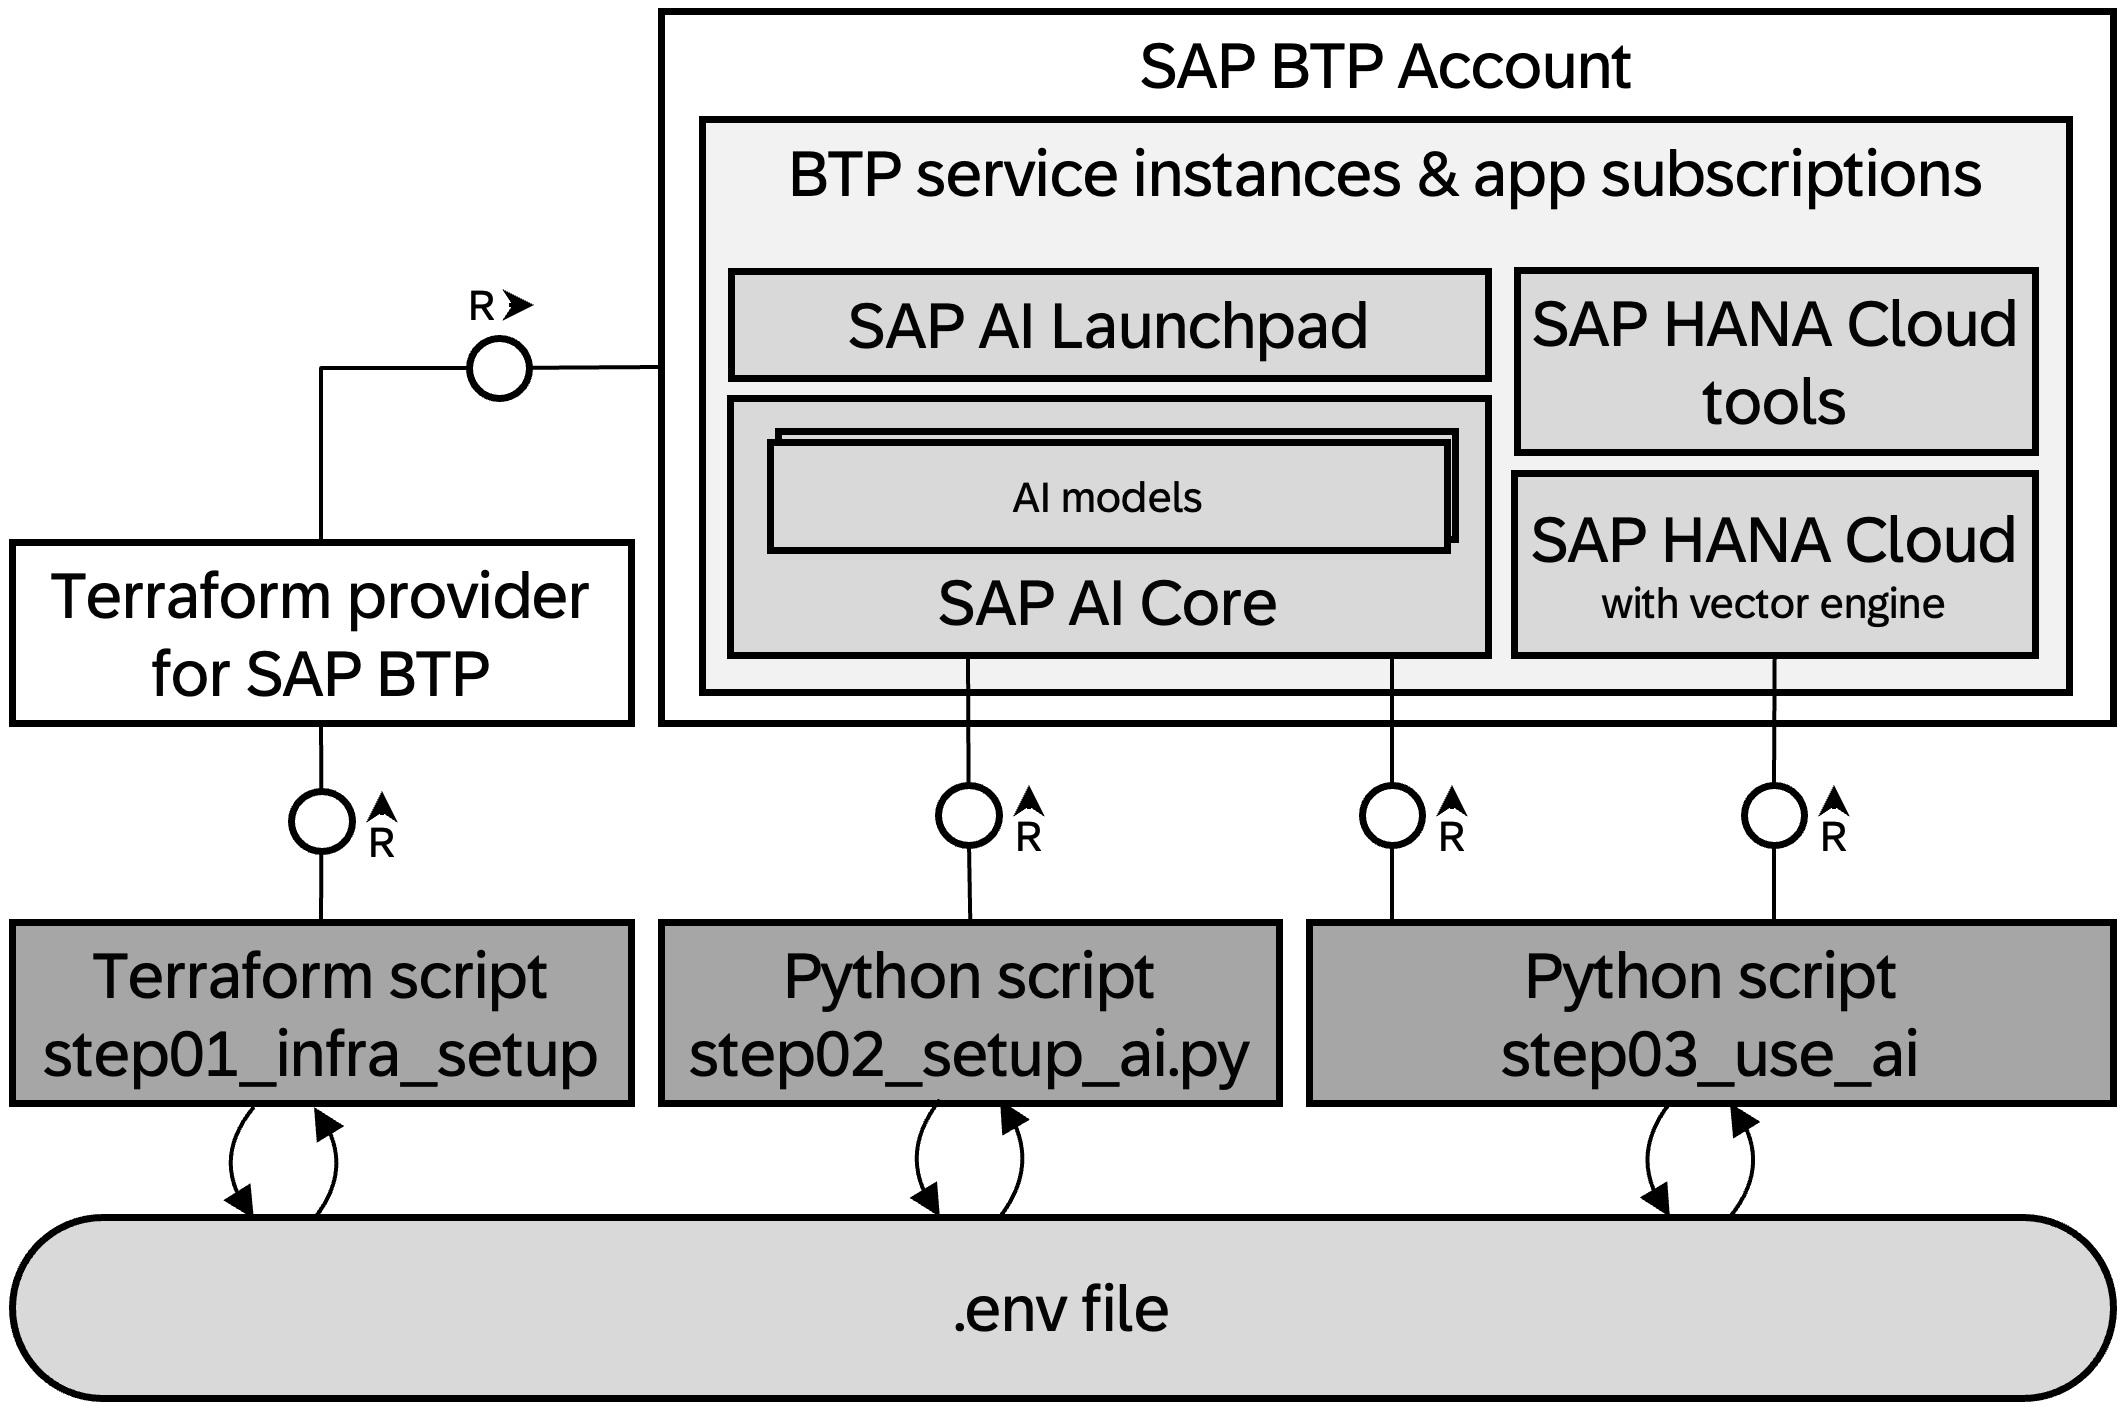 SAP BTP Account
BTP service instances & app subscriptions
R
SAP AI Launchpad
SAP HANA Cloud
tools
AI models
SAP AI Core
SAP HANA Cloud
with vector engine
Terraform provider
for SAP BTP
R
R
R
R
Terraform script
step01_infra_setup
Python script
step02_setup_ai.py
Python script
step03_use_ai
.env file